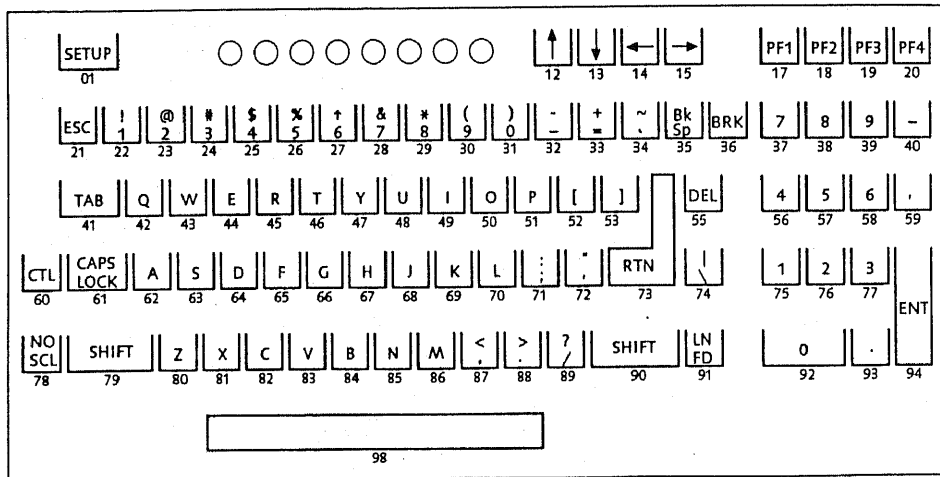 SETUP ↑ ↓ ← → PF1 PF2 PF3 PF4
01 12 13 14 15 17 18 19 20
! @ # $ % ↑ & * ( ) - + ~ Bk 7 8 9 –
ESC 1 2 3 4 5 6 7 8 9 0 _ = ` Sp BRK
21 22 23 24 25 26 27 28 29 30 31 32 33 34 35 36 37 38 39 40
TAB Q W E R T Y U I O P [ ] DEL 4 5 6 ,
41 42 43 44 45 46 47 48 49 50 51 52 53 55 56 57 58 59
CTL CAPS A S D F G H J K L : " RTN | 1 2 3 ENT
LOCK ; ' \
60 61 62 63 64 65 66 67 68 69 70 71 72 73 74 75 76 77
NO SHIFT Z X C V B N M < > ? SHIFT LN 0 .
SCL , . / FD
78 79 80 81 82 83 84 85 86 87 88 89 90 91 92 93 94
98